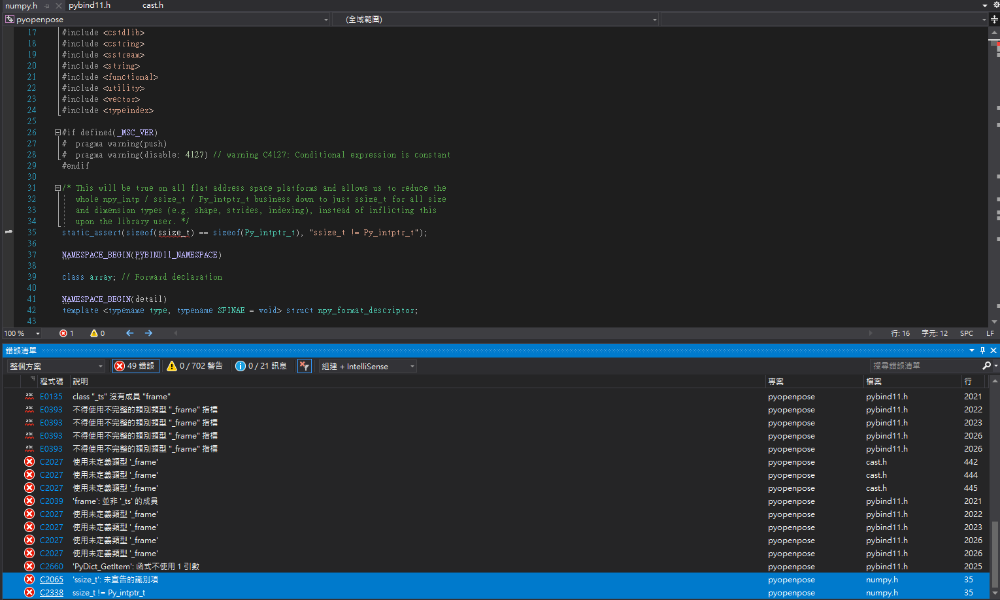 numpy.h pybind11.h cast.h
pyopenpose (全域範圍)
17 #include <cstdlib>
18 #include <cstring>
19 #include <sstream>
20 #include <string>
21 #include <functional>
22 #include <utility>
23 #include <vector>
24 #include <typeindex>
25
26 #if defined(_MSC_VER)
27 # pragma warning(push)
28 # pragma warning(disable: 4127) // warning C4127: Conditional expression is constant
29 #endif
30
31 /* This will be true on all flat address space platforms and allows us to reduce the
32 whole npy_intp / ssize_t / Py_intptr_t business down to just ssize_t for all size
33 and dimension types (e.g. shape, strides, indexing), instead of inflicting this
34 upon the library user. */
35 static_assert(sizeof(ssize_t) == sizeof(Py_intptr_t), "ssize_t != Py_intptr_t");
36
37 NAMESPACE_BEGIN(PYBIND11_NAMESPACE)
38
39 class array; // Forward declaration
40
41 NAMESPACE_BEGIN(detail)
42 template <typename type, typename SFINAE = void> struct npy_format_descriptor;
43
100 % 1 0 行: 16 字元: 12 SPC LF
錯誤清單
整個方案 49 錯誤 0 / 702 警告 0 / 21 訊息 組建 + IntelliSense 搜尋錯誤清單
程式碼 說明 專案 檔案 行
abc E0135 class "_ts" 沒有成員 "frame" pyopenpose pybind11.h 2021
abc E0393 不得使用不完整的類別類型 "_frame" 指標 pyopenpose pybind11.h 2022
abc E0393 不得使用不完整的類別類型 "_frame" 指標 pyopenpose pybind11.h 2023
abc E0393 不得使用不完整的類別類型 "_frame" 指標 pyopenpose pybind11.h 2026
abc E0393 不得使用不完整的類別類型 "_frame" 指標 pyopenpose pybind11.h 2026
C2027 使用未定義類型 '_frame' pyopenpose cast.h 442
C2027 使用未定義類型 '_frame' pyopenpose cast.h 444
C2027 使用未定義類型 '_frame' pyopenpose cast.h 445
C2039 'frame': 並非 '_ts' 的成員 pyopenpose pybind11.h 2021
C2027 使用未定義類型 '_frame' pyopenpose pybind11.h 2022
C2027 使用未定義類型 '_frame' pyopenpose pybind11.h 2023
C2027 使用未定義類型 '_frame' pyopenpose pybind11.h 2026
C2027 使用未定義類型 '_frame' pyopenpose pybind11.h 2026
C2660 'PyDict_GetItem': 函式不使用 1 引數 pyopenpose pybind11.h 2025
C2065 'ssize_t': 未宣告的識別項 pyopenpose numpy.h 35
C2338 ssize_t != Py_intptr_t pyopenpose numpy.h 35